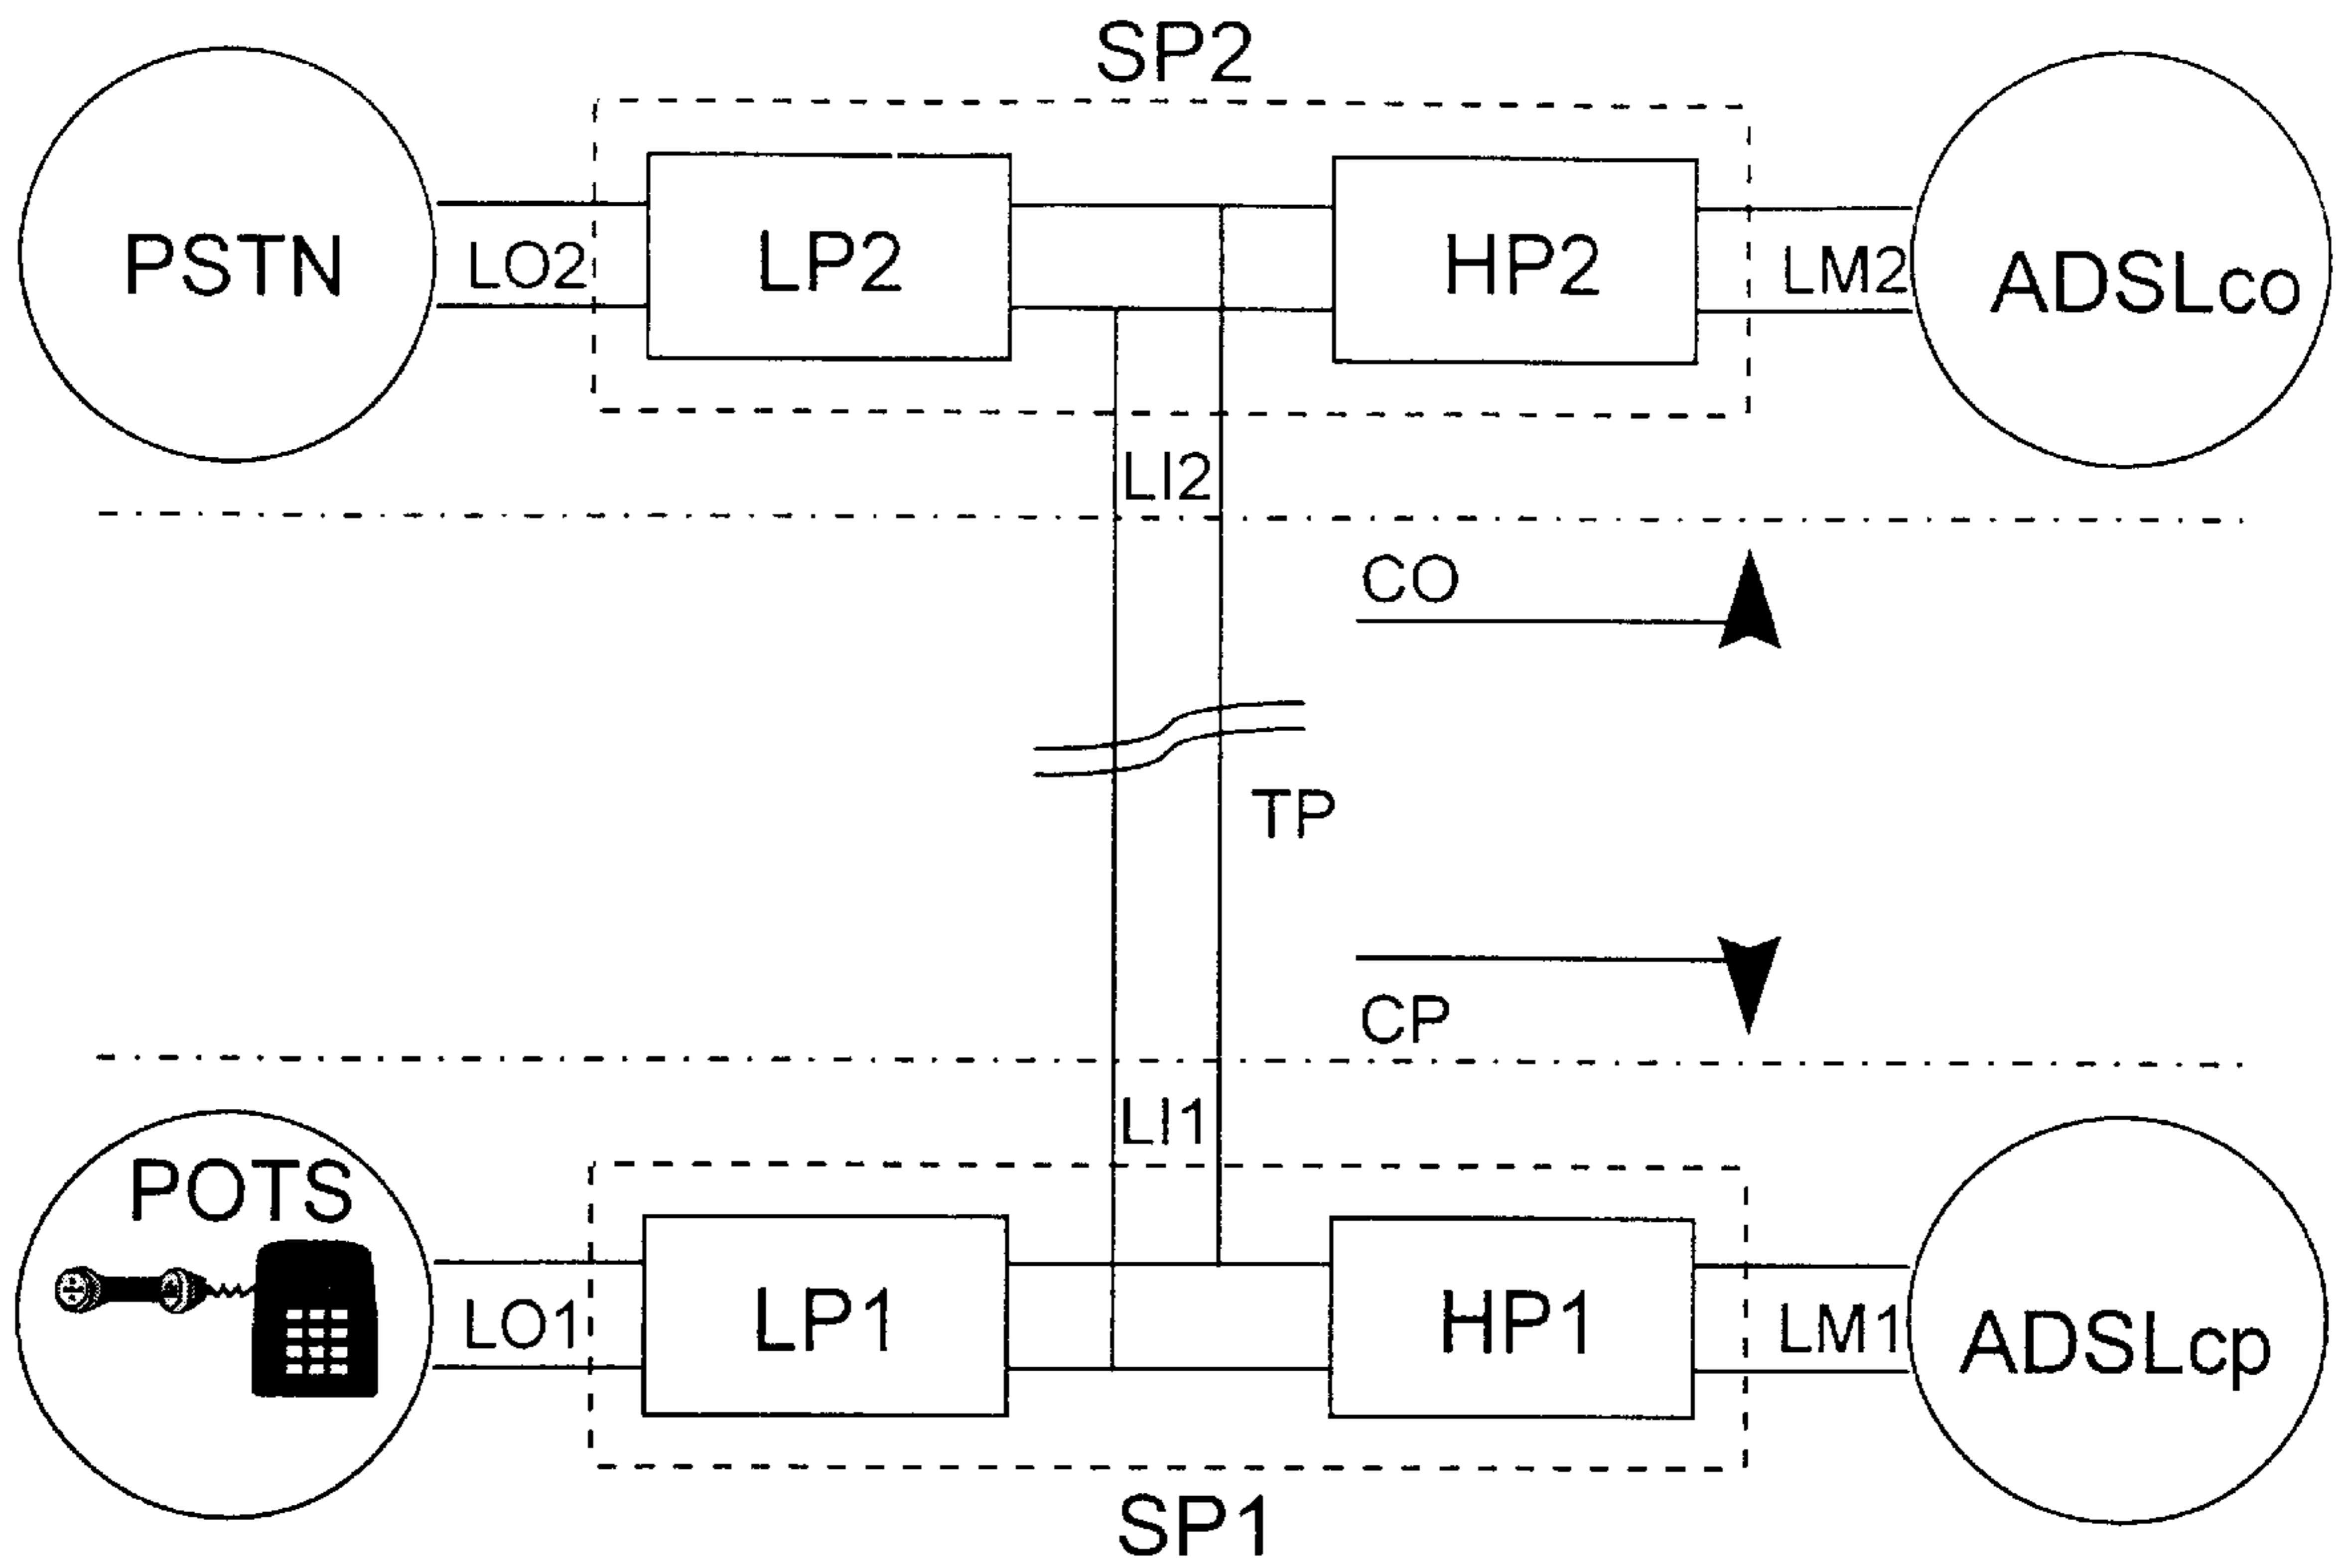 SP2
PSTN
LO2
LP2
HP2
LM2
ADSLco
LI2
CO
TP
CP
LI1
POTS
LO1
LP1
HP1
LM1
ADSLcp
SP1